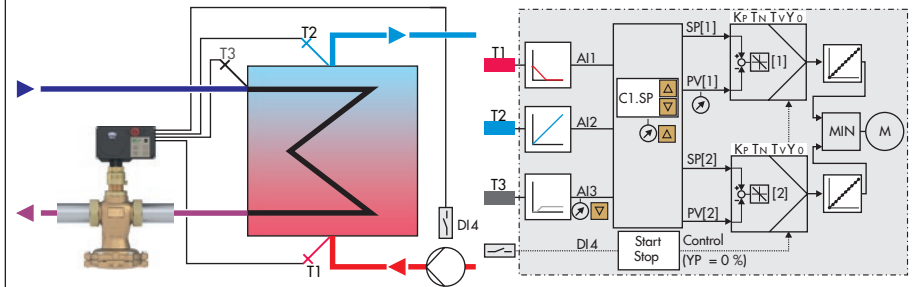 T2
T3
DI4
T1
T1
AI1
T2
AI2
T3
AI3
DI4
C1.SP
SP[1]
PV[1]
SP[2]
PV[2]
KP TN TV Y0
[1]
KP TN TV Y0
[2]
MIN
M
Start
Stop
Control
(YP = 0 %)